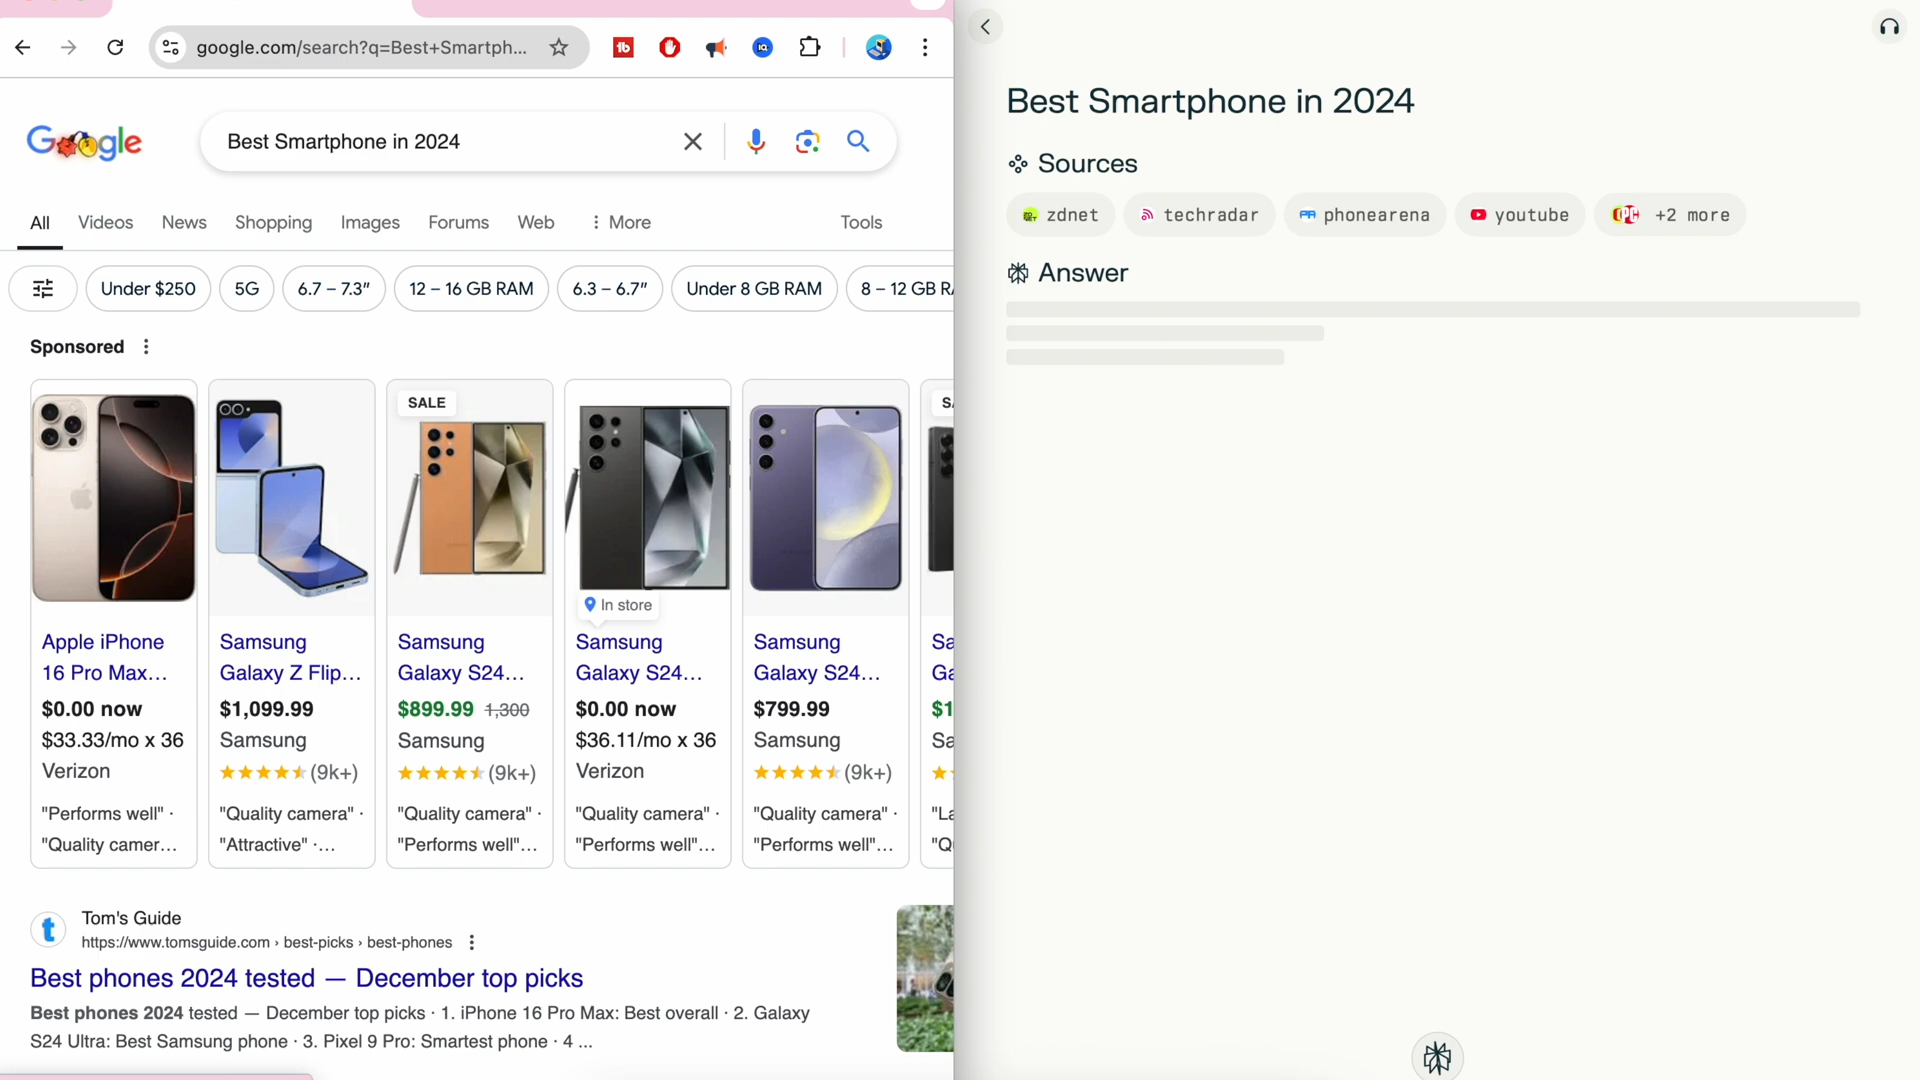 google.com/search?q=Best+Smartph...
Google
Best Smartphone in 2024
All
Videos
News
Shopping
Images
Forums
Web
More
Tools
Under $250
5G
6.7 – 7.3"
12 – 16 GB RAM
6.3 – 6.7"
Under 8 GB RAM
8 – 12 GB RA
Sponsored
SALE
In store
Apple iPhone
16 Pro Max...
$0.00 now
$33.33/mo x 36
Verizon
"Performs well" ·
"Quality camer...
Samsung
Galaxy Z Flip...
$1,099.99
Samsung
(9k+)
"Quality camera" ·
"Attractive" ·...
Samsung
Galaxy S24...
$899.99 1,300
Samsung
(9k+)
"Quality camera" ·
"Performs well"...
Samsung
Galaxy S24...
$0.00 now
$36.11/mo x 36
Verizon
"Quality camera" ·
"Performs well"...
Samsung
Galaxy S24...
$799.99
Samsung
(9k+)
"Quality camera" ·
"Performs well"...
Tom's Guide
https://www.tomsguide.com › best-picks › best-phones
Best phones 2024 tested — December top picks
Best phones 2024 tested — December top picks · 1. iPhone 16 Pro Max: Best overall · 2. Galaxy
S24 Ultra: Best Samsung phone · 3. Pixel 9 Pro: Smartest phone · 4 ...
Best Smartphone in 2024
Sources
zdnet
techradar
phonearena
youtube
+2 more
Answer